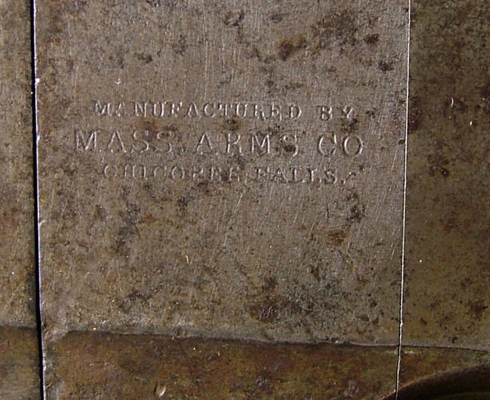 MANUFACTURED BY
MASS. ARMS CO
CHICOPEE FALLS.